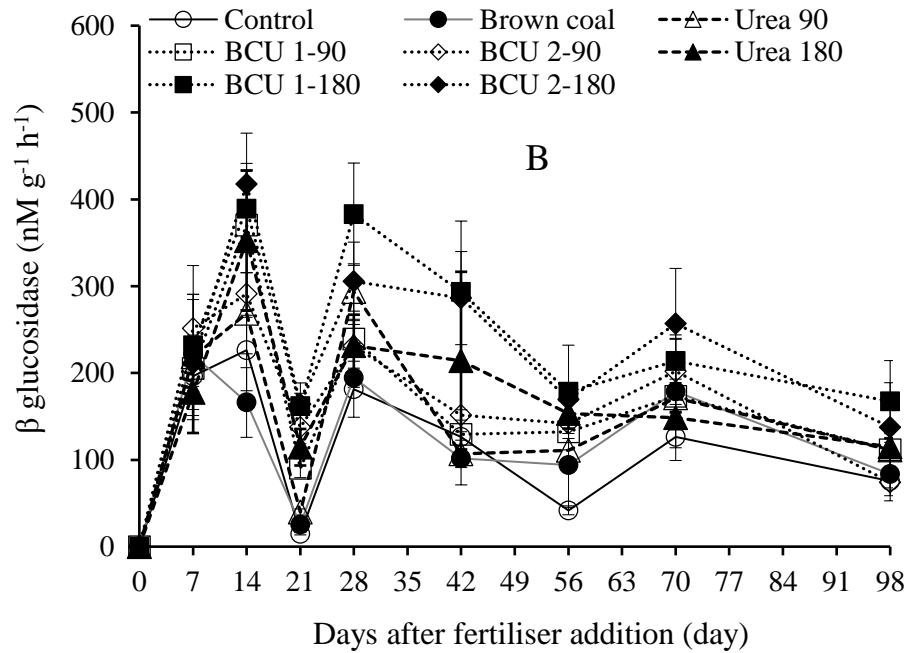 600
Control
Brown coal
Urea 90
BCU 1-90
BCU 2-90
Urea 180
BCU 1-180
BCU 2-180
500
B
400
300
200
100
0
β glucosidase (nM g⁻¹ h⁻¹)
0 7 14 21 28 35 42 49 56 63 70 77 84 91 98
Days after fertiliser addition (day)